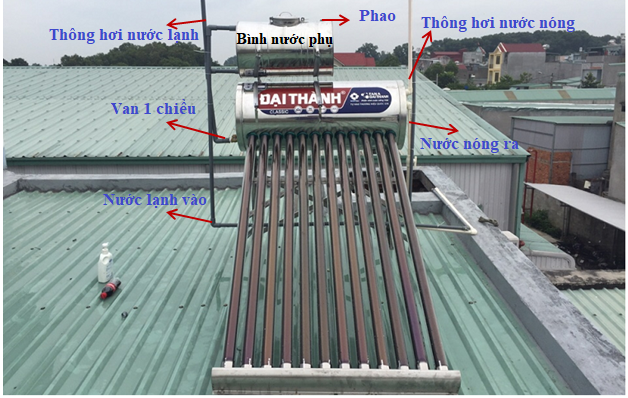 Phao
Thông hơi nước nóng
Thông hơi nước lạnh
Bình nước phụ
ĐẠI THÀNH
CLASSIC
Van 1 chiều
Nước nóng ra
Nước lạnh vào